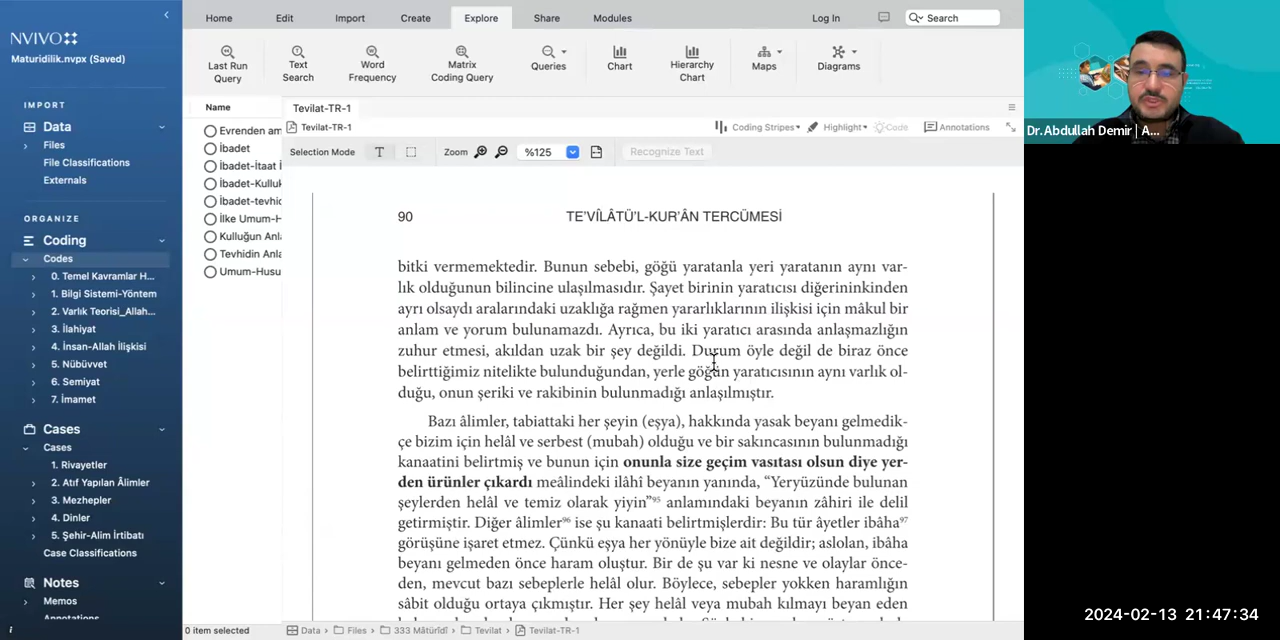 NVIVO
Maturidilik.nvpx (Saved)
IMPORT
Data
Files
File Classifications
Externals
ORGANIZE
Coding
Codes
0. Temel Kavramlar H...
1. Bilgi Sistemi-Yöntem
2. Varlık Teorisi_Allah...
3. İlahiyat
4. İnsan-Allah İlişkisi
5. Nübüvvet
6. Semiyat
7. İmamet
Cases
Cases
1. Rivayetler
2. Atıf Yapılan Âlimler
3. Mezhepler
4. Dinler
5. Şehir-Alim İrtibatı
Case Classifications
Notes
Memos
Annotations
Home Edit Import Create Explore Share Modules Log In Search
Last Run Query
Text Search
Word Frequency
Matrix Coding Query
Queries
Chart
Hierarchy Chart
Maps
Diagrams
Name
Evrenden am
İbadet
İbadet-İtaat İ
İbadet-Kulluk
İbadet-tevhid
İlke Umum-H
Kulluğun Anla
Tevhidin Anla
Umum-Husu
Tevilat-TR-1
Tevilat-TR-1 Coding Stripes Highlight Code Annotations
Selection Mode T Zoom %125 Recognize Text
90 TE’VÎLÂTÜ’L-KUR’ÂN TERCÜMESİ
bitki vermemektedir. Bunun sebebi, göğü yaratanla yeri yaratanın aynı var-
lık olduğunun bilincine ulaşılmasıdır. Şayet birinin yaratıcısı diğerininkinden
ayrı olsaydı aralarındaki uzaklığa rağmen yararlıklarının ilişkisi için mâkul bir
anlam ve yorum bulunamazdı. Ayrıca, bu iki yaratıcı arasında anlaşmazlığın
zuhur etmesi, akıldan uzak bir şey değildi. Durum öyle değil de biraz önce
belirttiğimiz nitelikte bulunduğundan, yerle göğün yaratıcısının aynı varlık ol-
duğu, onun şeriki ve rakibinin bulunmadığı anlaşılmıştır.
Bazı âlimler, tabiattaki her şeyin (eşya), hakkında yasak beyanı gelmedik-
çe bizim için helâl ve serbest (mubah) olduğu ve bir sakıncasının bulunmadığı
kanaatini belirtmiş ve bunun için onunla size geçim vasıtası olsun diye yer-
den ürünler çıkardı meâlindeki ilâhî beyanın yanında, “Yeryüzünde bulunan
şeylerden helâl ve temiz olarak yiyin”95 anlamındaki beyanın zâhiri ile delil
getirmiştir. Diğer âlimler96 ise şu kanaati belirtmişlerdir: Bu tür âyetler ibâha97
görüşüne işaret etmez. Çünkü eşya her yönüyle bize ait değildir; aslolan, ibâha
beyanı gelmeden önce haram oluştur. Bir de şu var ki nesne ve olaylar önce-
den, mevcut bazı sebeplerle helâl olur. Böylece, sebepler yokken haramlığın
sâbit olduğu ortaya çıkmıştır. Her şey helâl veya mubah kılmayı beyan eden
0 item selected Data Files 333 Mâtürîdî Tevilat Tevilat-TR-1
Dr.Abdullah Demir | A...
2024-02-13 21:47:34